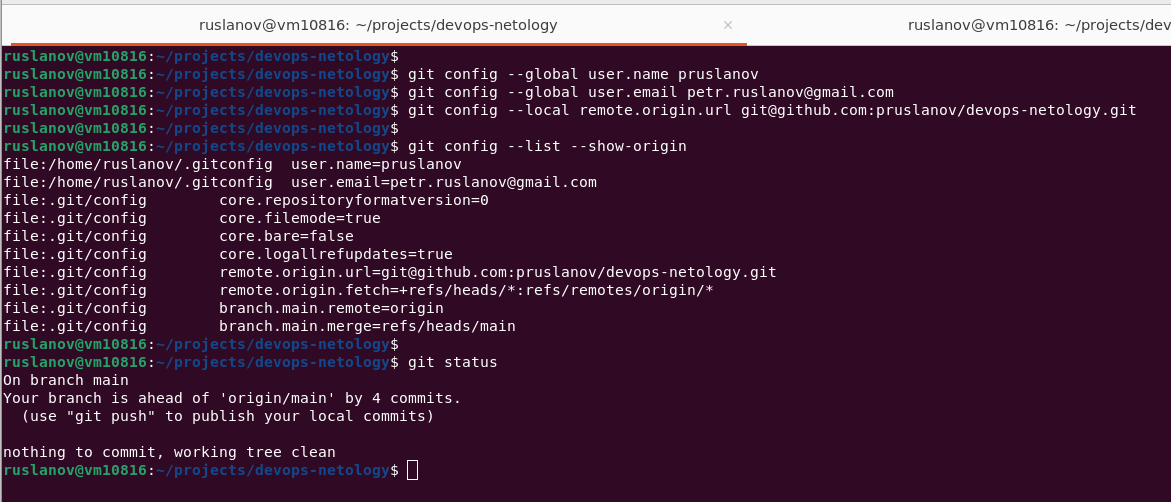 ruslanov@vm10816: ~/projects/devops-netology × ruslanov@vm10816: ~/projects/dev
ruslanov@vm10816:~/projects/devops-netology$
ruslanov@vm10816:~/projects/devops-netology$ git config --global user.name pruslanov
ruslanov@vm10816:~/projects/devops-netology$ git config --global user.email petr.ruslanov@gmail.com
ruslanov@vm10816:~/projects/devops-netology$ git config --local remote.origin.url git@github.com:pruslanov/devops-netology.git
ruslanov@vm10816:~/projects/devops-netology$
ruslanov@vm10816:~/projects/devops-netology$ git config --list --show-origin
file:/home/ruslanov/.gitconfig  user.name=pruslanov
file:/home/ruslanov/.gitconfig  user.email=petr.ruslanov@gmail.com
file:.git/config        core.repositoryformatversion=0
file:.git/config        core.filemode=true
file:.git/config        core.bare=false
file:.git/config        core.logallrefupdates=true
file:.git/config        remote.origin.url=git@github.com:pruslanov/devops-netology.git
file:.git/config        remote.origin.fetch=+refs/heads/*:refs/remotes/origin/*
file:.git/config        branch.main.remote=origin
file:.git/config        branch.main.merge=refs/heads/main
ruslanov@vm10816:~/projects/devops-netology$
ruslanov@vm10816:~/projects/devops-netology$ git status
On branch main
Your branch is ahead of 'origin/main' by 4 commits.
  (use "git push" to publish your local commits)

nothing to commit, working tree clean
ruslanov@vm10816:~/projects/devops-netology$